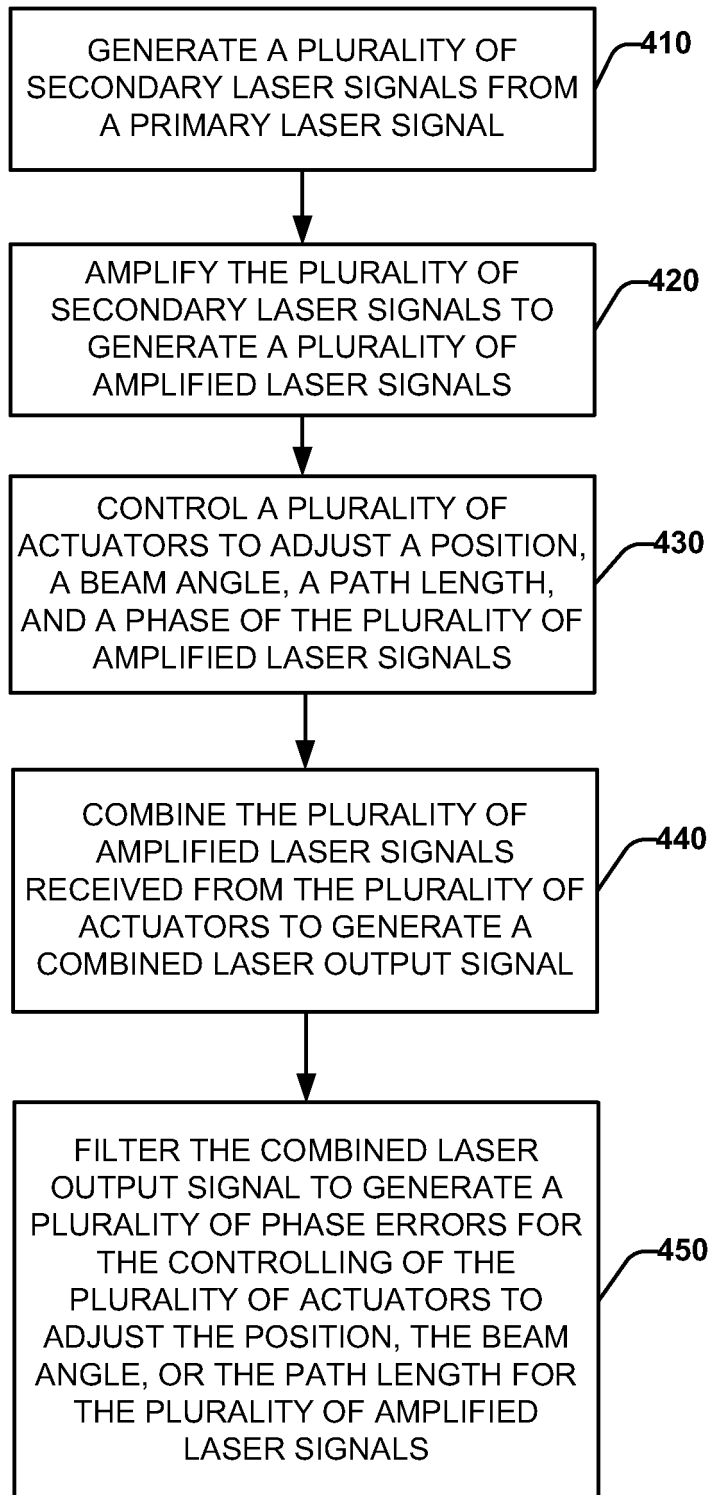 GENERATE A PLURALITY OF
SECONDARY LASER SIGNALS FROM
A PRIMARY LASER SIGNAL
410
AMPLIFY THE PLURALITY OF
SECONDARY LASER SIGNALS TO
GENERATE A PLURALITY OF
AMPLIFIED LASER SIGNALS
420
CONTROL A PLURALITY OF
ACTUATORS TO ADJUST A POSITION,
A BEAM ANGLE, A PATH LENGTH,
AND A PHASE OF THE PLURALITY OF
AMPLIFIED LASER SIGNALS
430
COMBINE THE PLURALITY OF
AMPLIFIED LASER SIGNALS
RECEIVED FROM THE PLURALITY OF
ACTUATORS TO GENERATE A
COMBINED LASER OUTPUT SIGNAL
440
FILTER THE COMBINED LASER
OUTPUT SIGNAL TO GENERATE A
PLURALITY OF PHASE ERRORS FOR
THE CONTROLLING OF THE
PLURALITY OF ACTUATORS TO
ADJUST THE POSITION, THE BEAM
ANGLE, OR THE PATH LENGTH FOR
THE PLURALITY OF AMPLIFIED
LASER SIGNALS
450